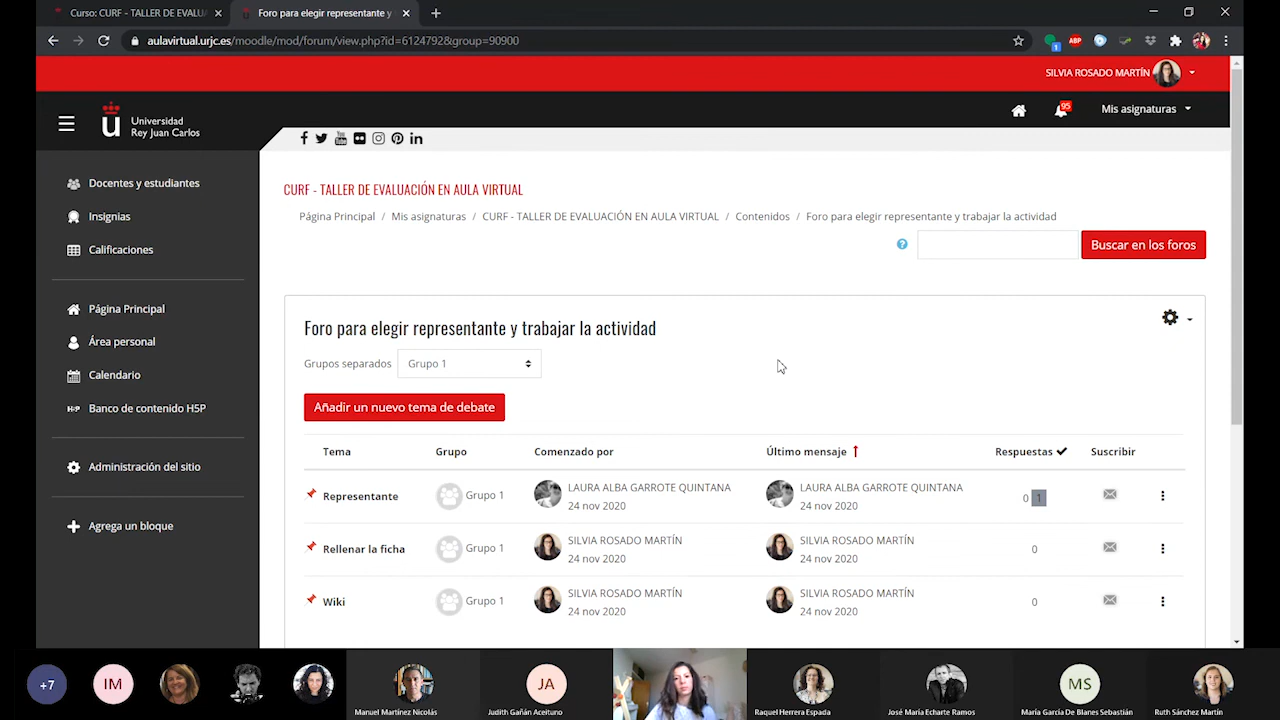 Curso: CURF - TALLER DE EVALUA
Foro para elegir representante y
aulavirtual.urjc.es/moodle/mod/forum/view.php?id=6124792&group=90900
1
ABP
SILVIA ROSADO MARTÍN
Universidad
Rey Juan Carlos
95
Mis asignaturas
You
Tube
Docentes y estudiantes
Insignias
Calificaciones
Página Principal
Área personal
Calendario
H5P
Banco de contenido H5P
Administración del sitio
Agrega un bloque
CURF - TALLER DE EVALUACIÓN EN AULA VIRTUAL
Página Principal / Mis asignaturas / CURF - TALLER DE EVALUACIÓN EN AULA VIRTUAL / Contenidos / Foro para elegir representante y trabajar la actividad
Buscar en los foros
Foro para elegir representante y trabajar la actividad
Grupos separados Grupo 1
Añadir un nuevo tema de debate
Tema Grupo Comenzado por Último mensaje Respuestas Suscribir
Representante Grupo 1 LAURA ALBA GARROTE QUINTANA LAURA ALBA GARROTE QUINTANA 0 1
24 nov 2020 24 nov 2020
Rellenar la ficha Grupo 1 SILVIA ROSADO MARTÍN SILVIA ROSADO MARTÍN 0
24 nov 2020 24 nov 2020
Wiki Grupo 1 SILVIA ROSADO MARTÍN SILVIA ROSADO MARTÍN 0
24 nov 2020 24 nov 2020
+7
IM
Manuel Martínez Nicolás
JA
Judith Gañán Aceituno
Raquel Herrera Espada
José María Echarte Ramos
MS
María García De Blanes Sebastián
Ruth Sánchez Martín